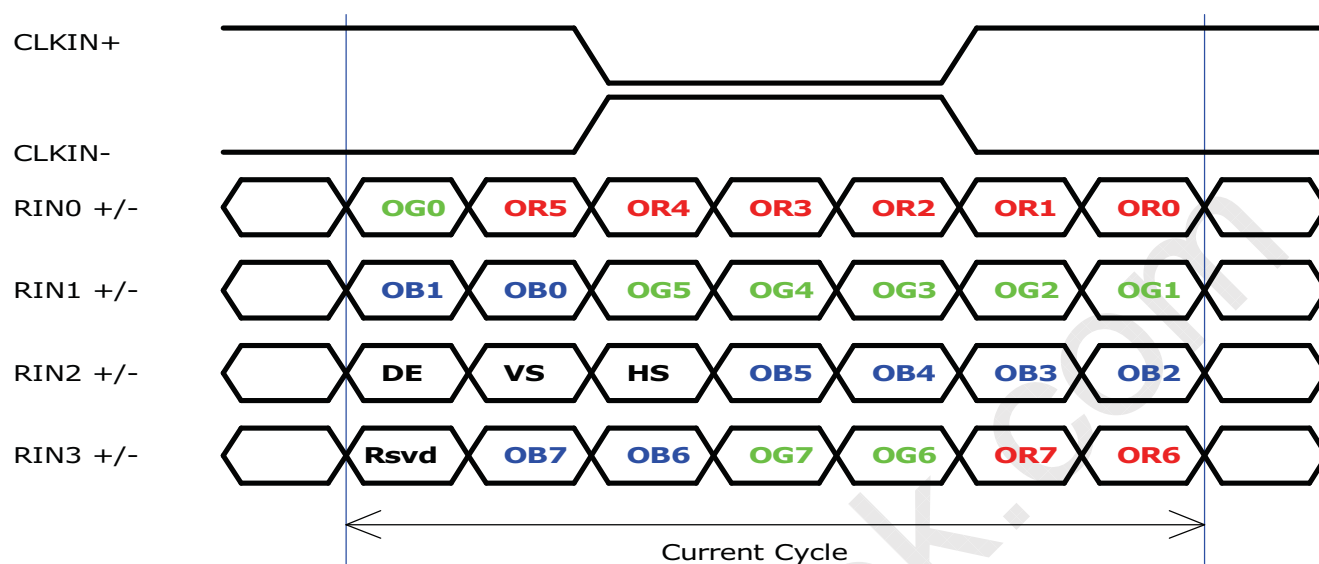 CLKIN+
CLKIN-
RIN0 +/- OG0 OR5 OR4 OR3 OR2 OR1 OR0
RIN1 +/- OB1 OB0 OG5 OG4 OG3 OG2 OG1
RIN2 +/- DE VS HS OB5 OB4 OB3 OB2
RIN3 +/- Rsvd OB7 OB6 OG7 OG6 OR7 OR6
Current Cycle
k.com